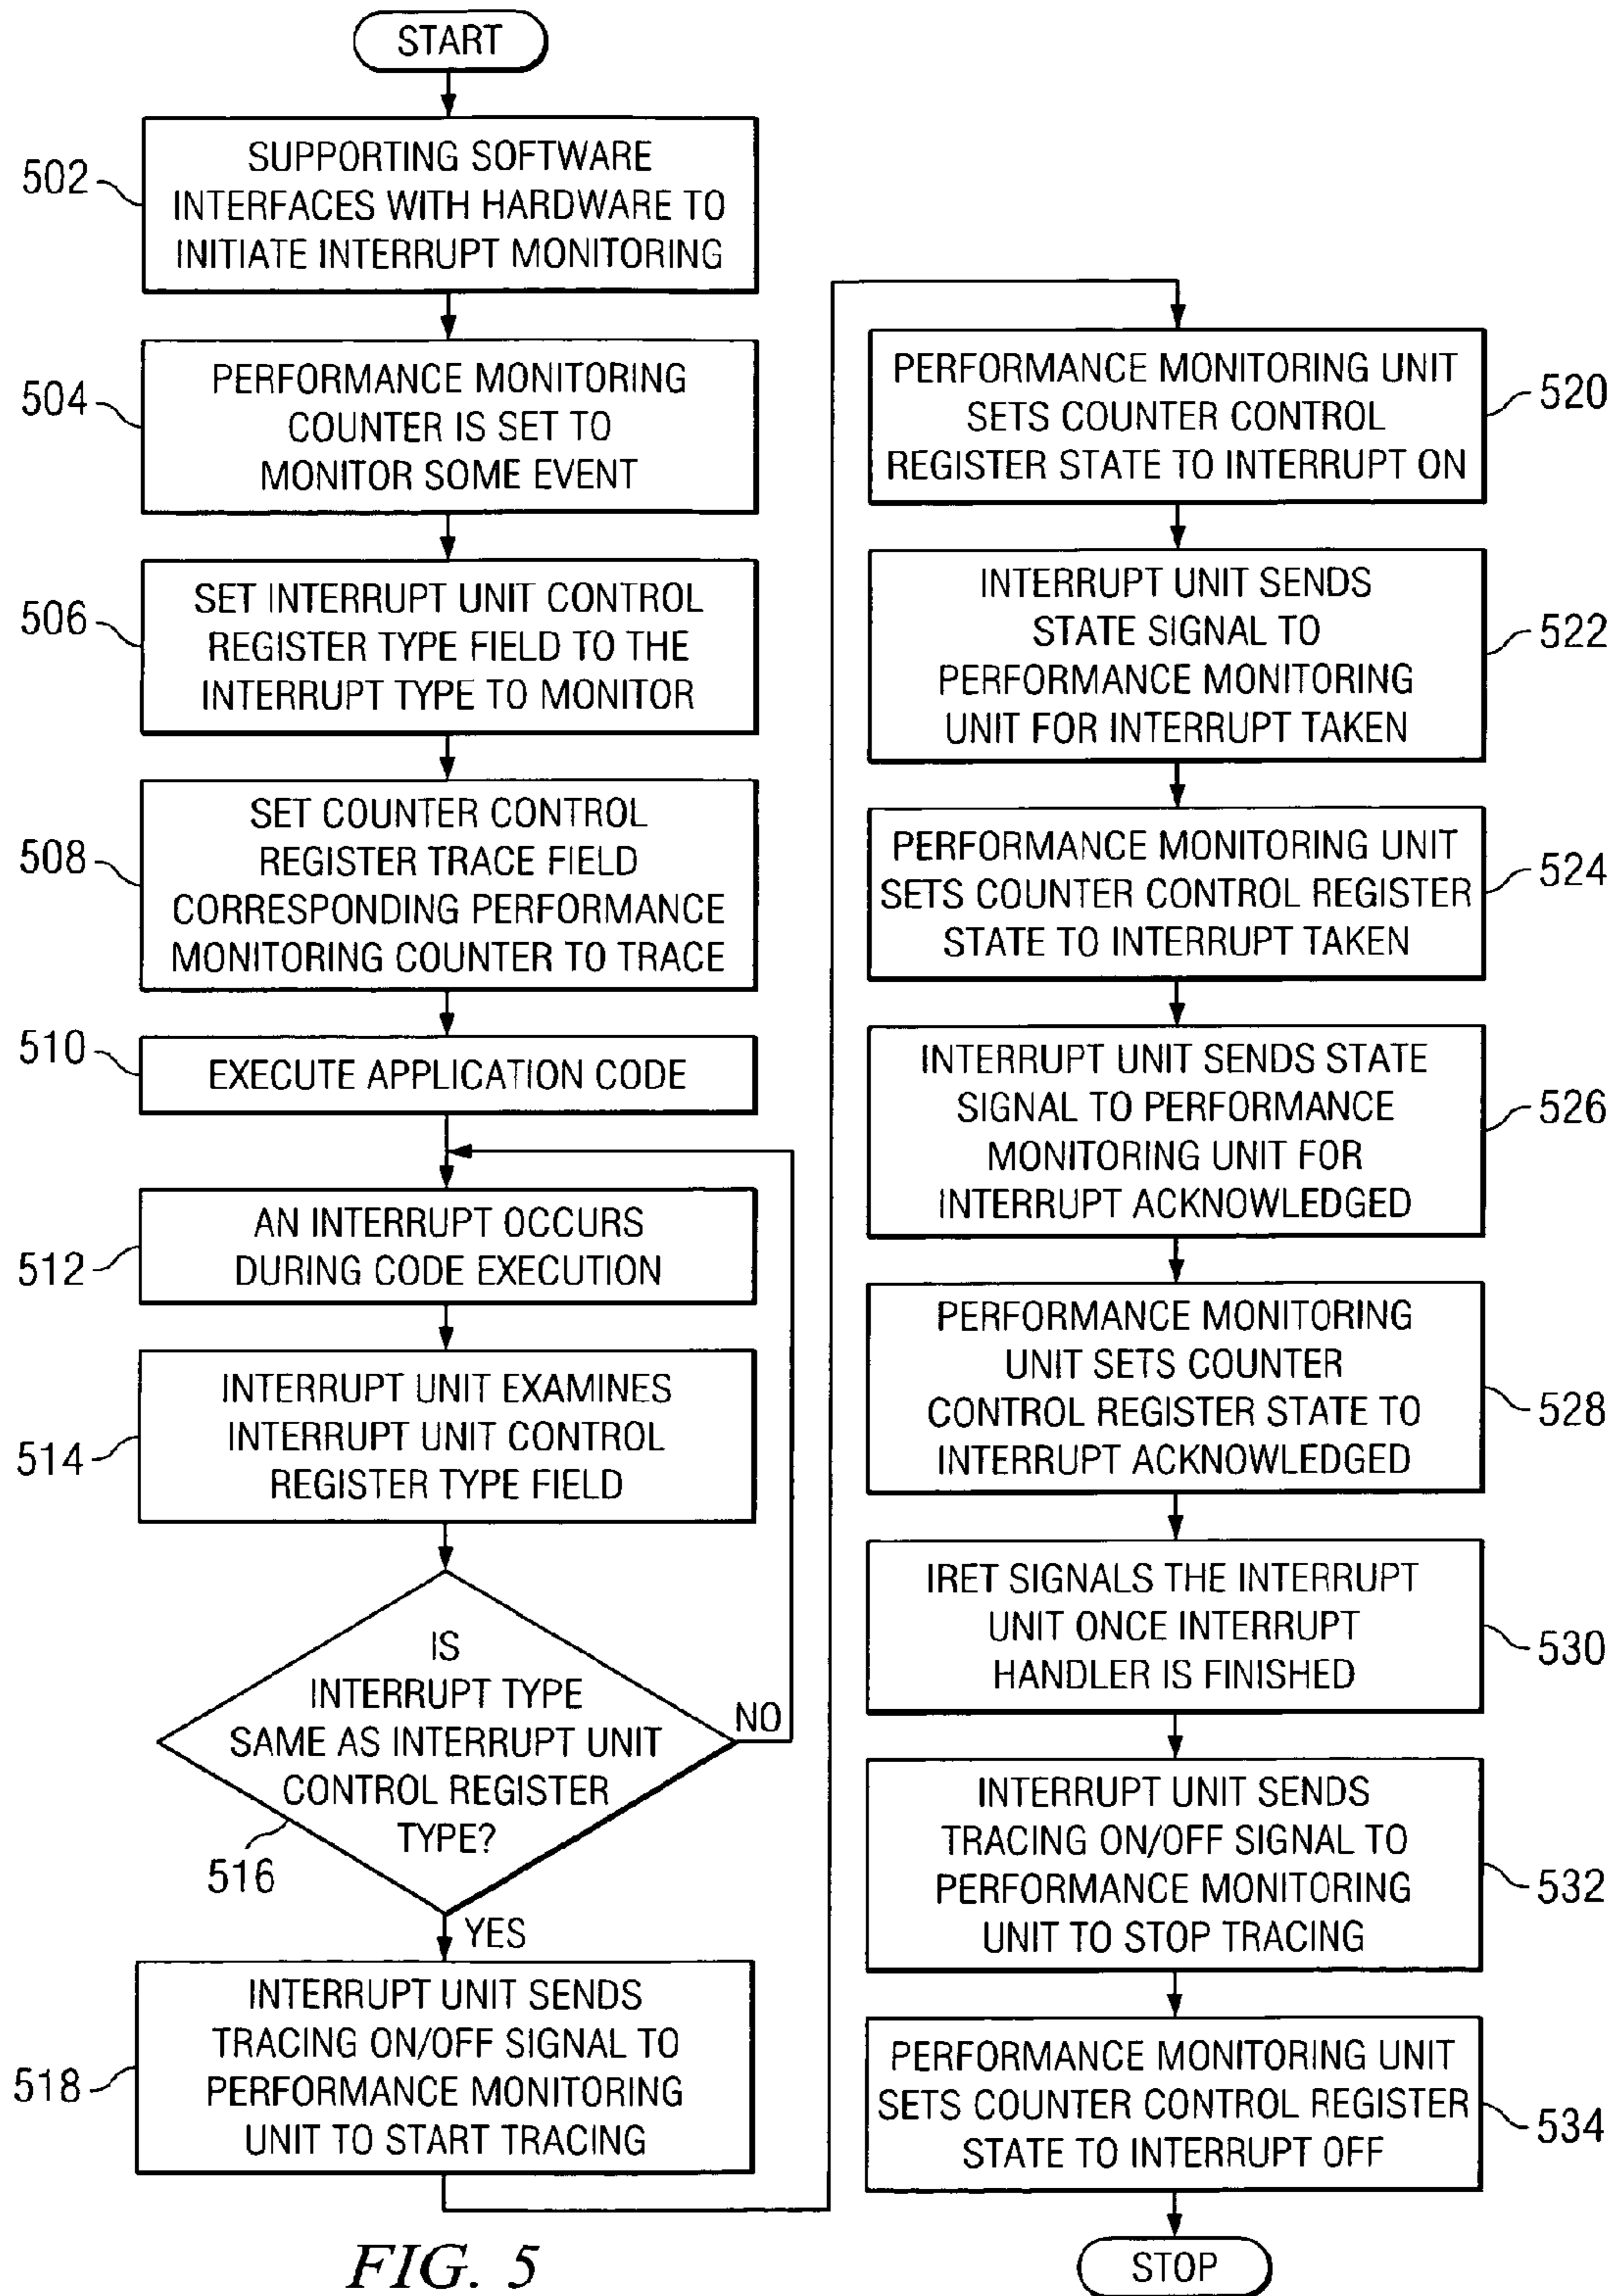 START
502
SUPPORTING SOFTWARE
INTERFACES WITH HARDWARE TO
INITIATE INTERRUPT MONITORING
504
PERFORMANCE MONITORING
COUNTER IS SET TO
MONITOR SOME EVENT
506
SET INTERRUPT UNIT CONTROL
REGISTER TYPE FIELD TO THE
INTERRUPT TYPE TO MONITOR
508
SET COUNTER CONTROL
REGISTER TRACE FIELD
CORRESPONDING PERFORMANCE
MONITORING COUNTER TO TRACE
510
EXECUTE APPLICATION CODE
512
AN INTERRUPT OCCURS
DURING CODE EXECUTION
514
INTERRUPT UNIT EXAMINES
INTERRUPT UNIT CONTROL
REGISTER TYPE FIELD
IS
INTERRUPT TYPE
SAME AS INTERRUPT UNIT
CONTROL REGISTER
TYPE?
NO
516
YES
518
INTERRUPT UNIT SENDS
TRACING ON/OFF SIGNAL TO
PERFORMANCE MONITORING
UNIT TO START TRACING
PERFORMANCE MONITORING UNIT
SETS COUNTER CONTROL
REGISTER STATE TO INTERRUPT ON
520
INTERRUPT UNIT SENDS
STATE SIGNAL TO
PERFORMANCE MONITORING
UNIT FOR INTERRUPT TAKEN
522
PERFORMANCE MONITORING UNIT
SETS COUNTER CONTROL REGISTER
STATE TO INTERRUPT TAKEN
524
INTERRUPT UNIT SENDS STATE
SIGNAL TO PERFORMANCE
MONITORING UNIT FOR
INTERRUPT ACKNOWLEDGED
526
PERFORMANCE MONITORING
UNIT SETS COUNTER
CONTROL REGISTER STATE TO
INTERRUPT ACKNOWLEDGED
528
IRET SIGNALS THE INTERRUPT
UNIT ONCE INTERRUPT
HANDLER IS FINISHED
530
INTERRUPT UNIT SENDS
TRACING ON/OFF SIGNAL TO
PERFORMANCE MONITORING
UNIT TO STOP TRACING
532
PERFORMANCE MONITORING UNIT
SETS COUNTER CONTROL REGISTER
STATE TO INTERRUPT OFF
534
STOP
FIG. 5